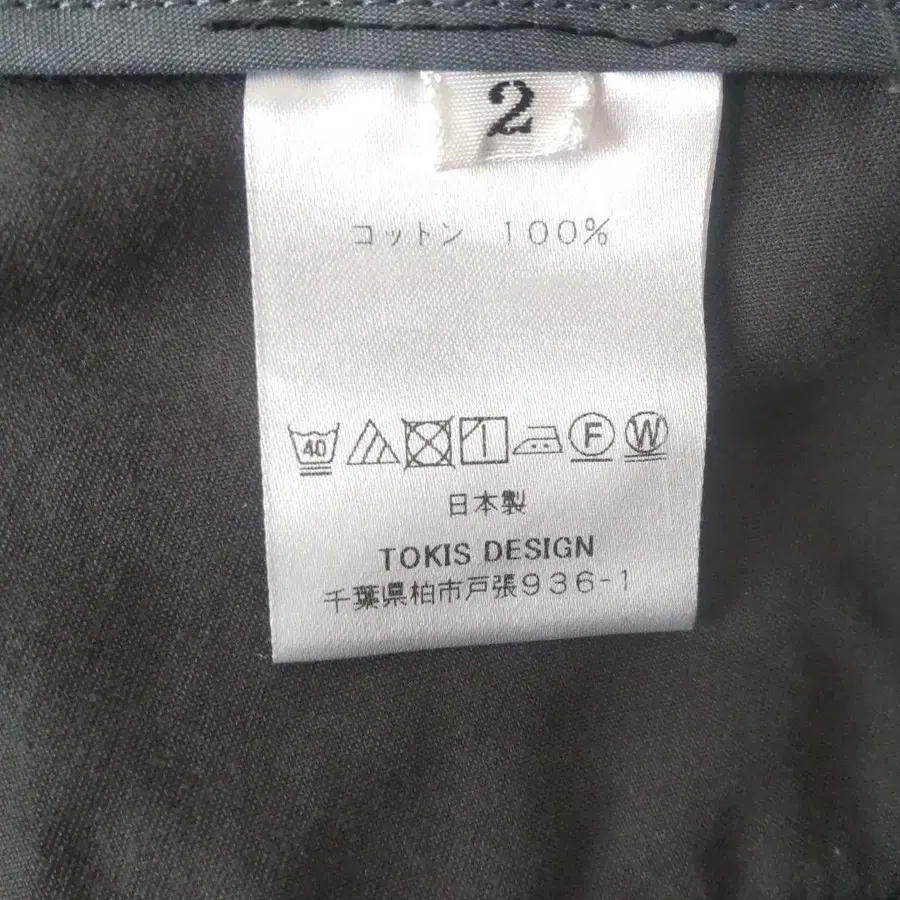 2
コットン 100%
40 F W
日本製
TOKIS DESIGN
千葉県柏市戸張936-1